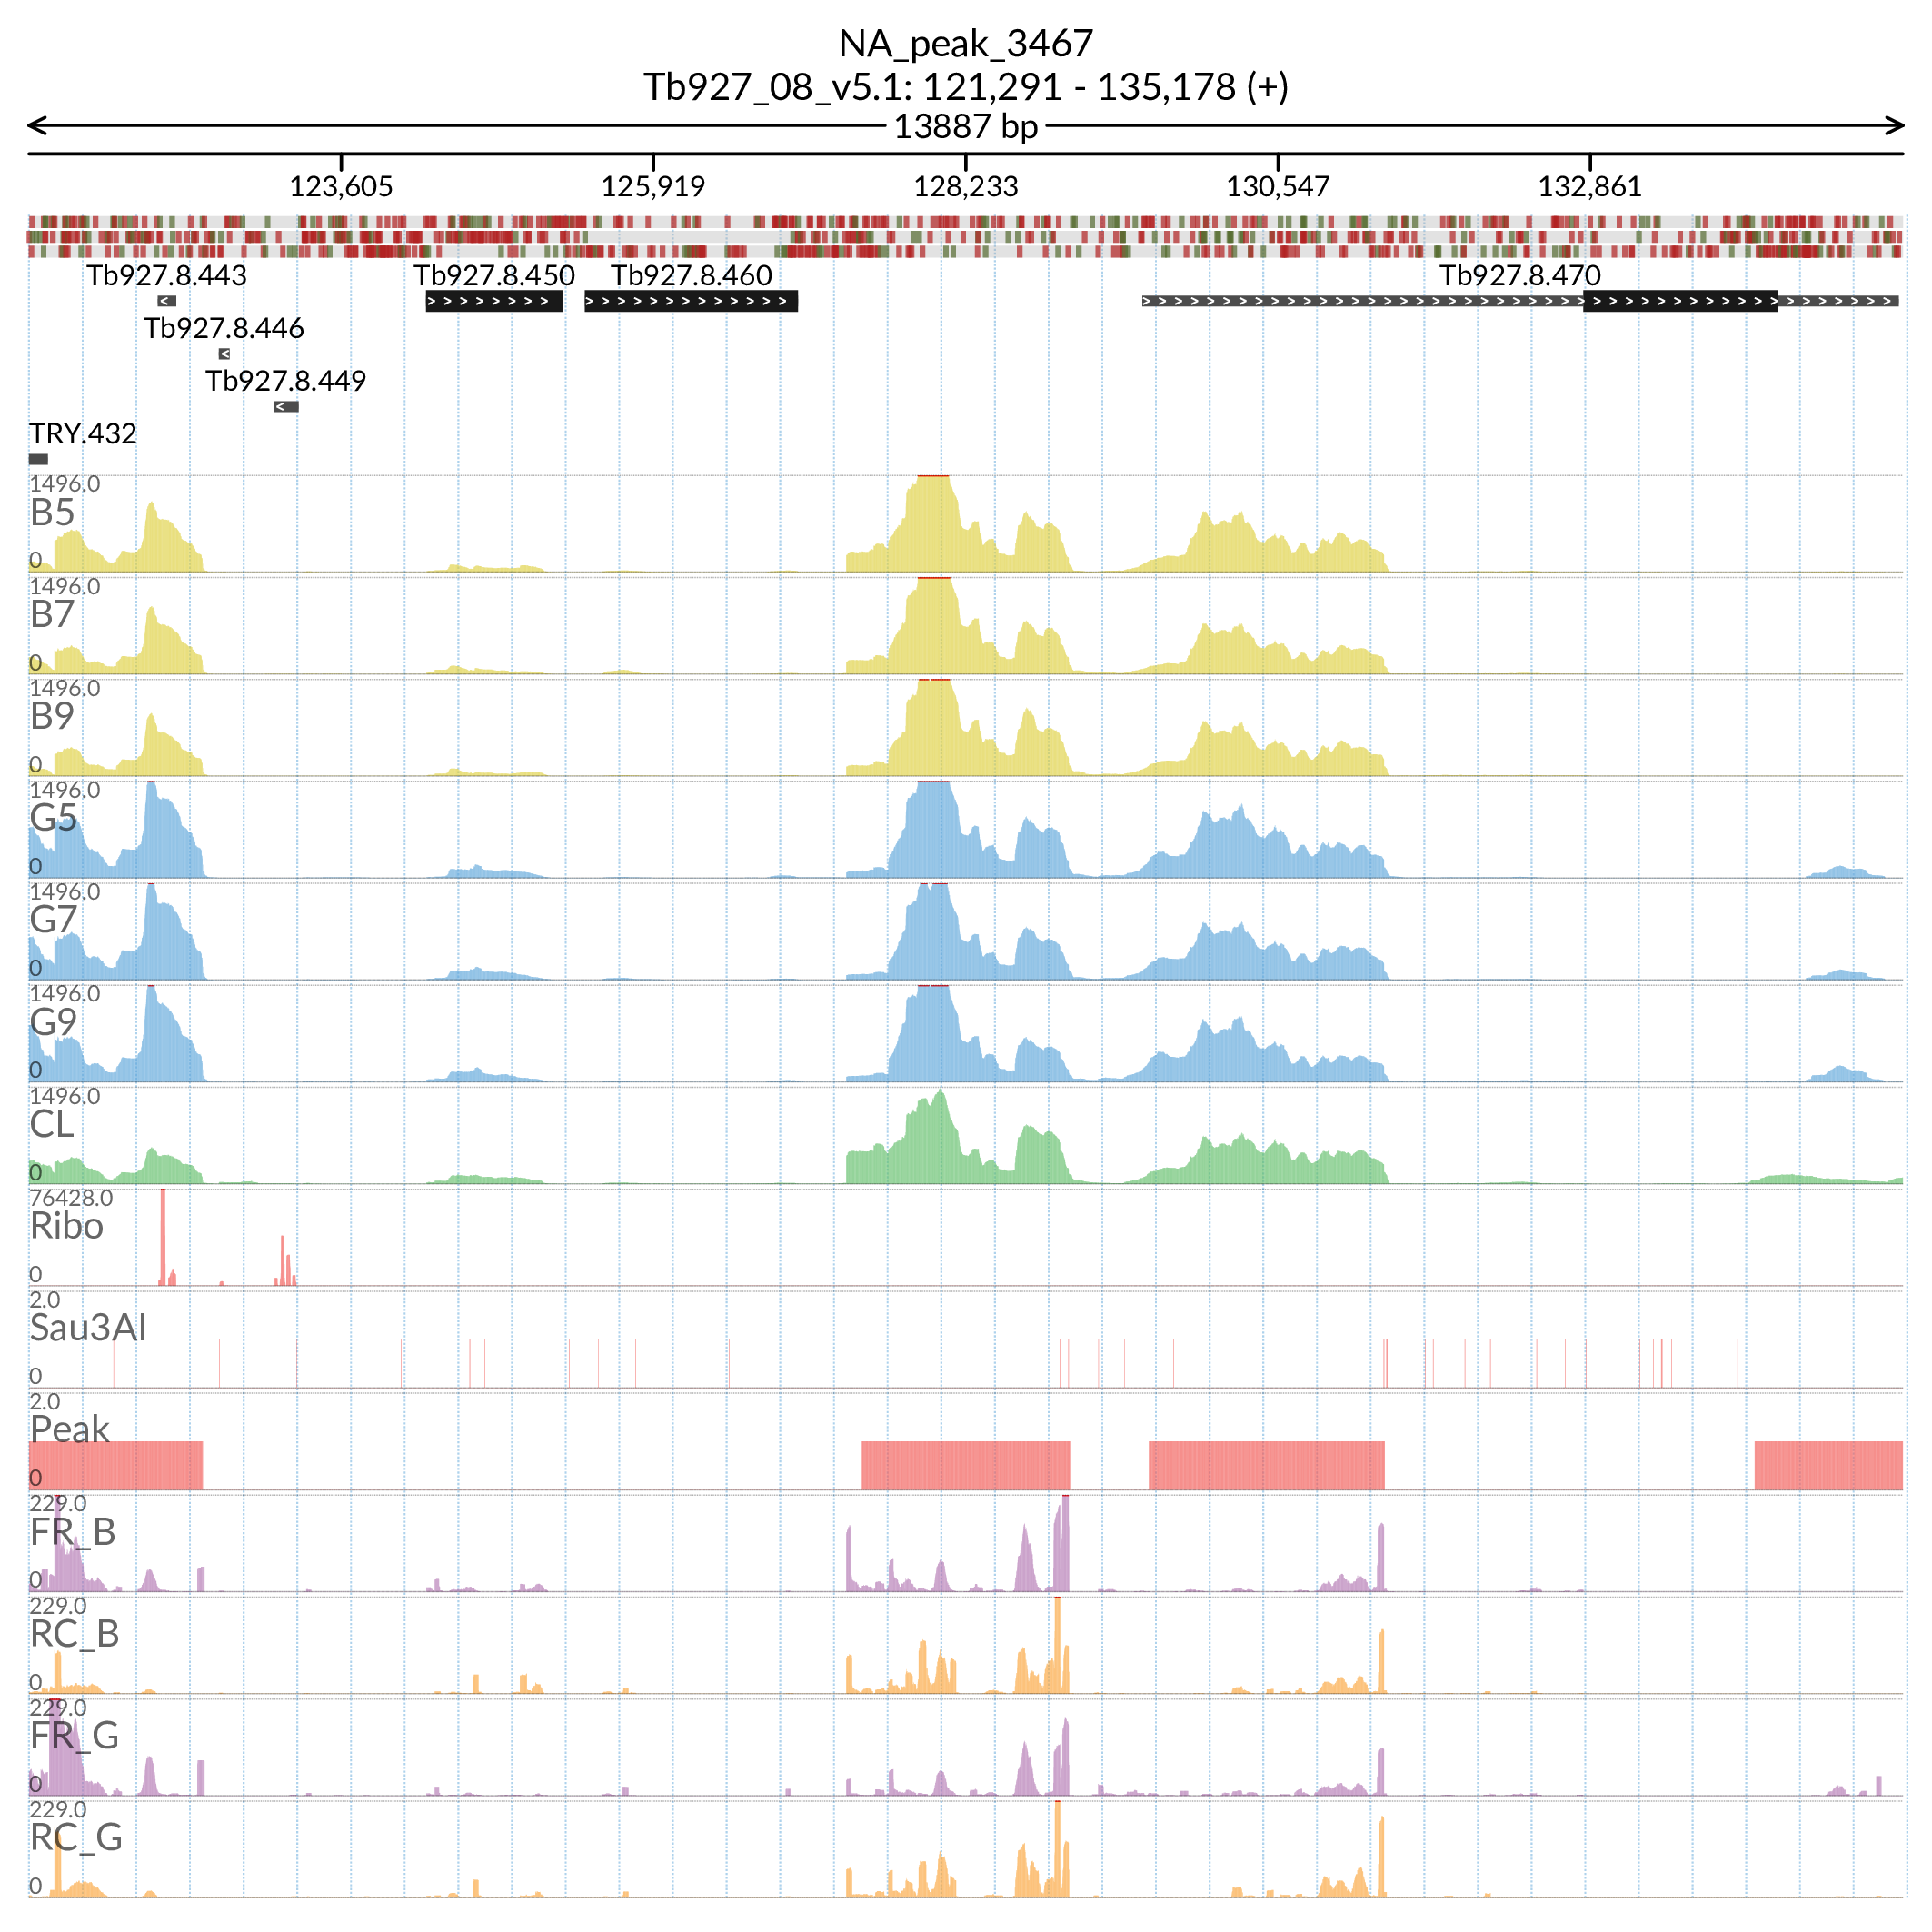 NA_peak_3467
Tb927_08_v5.1: 121,291 - 135,178 (+)
13887 bp
123,605 125,919 128,233 130,547 132,861
Tb927.8.443 Tb927.8.450 Tb927.8.460 Tb927.8.470
Tb927.8.446
Tb927.8.449
TRY.432
1496.0
B5
0
1496.0
B7
0
1496.0
B9
0
1496.0
G5
0
1496.0
G7
0
1496.0
G9
0
1496.0
CL
0
76428.0
Ribo
0
2.0
Sau3AI
0
2.0
Peak
0
229.0
FR_B
0
229.0
RC_B
0
229.0
FR_G
0
229.0
RC_G
0